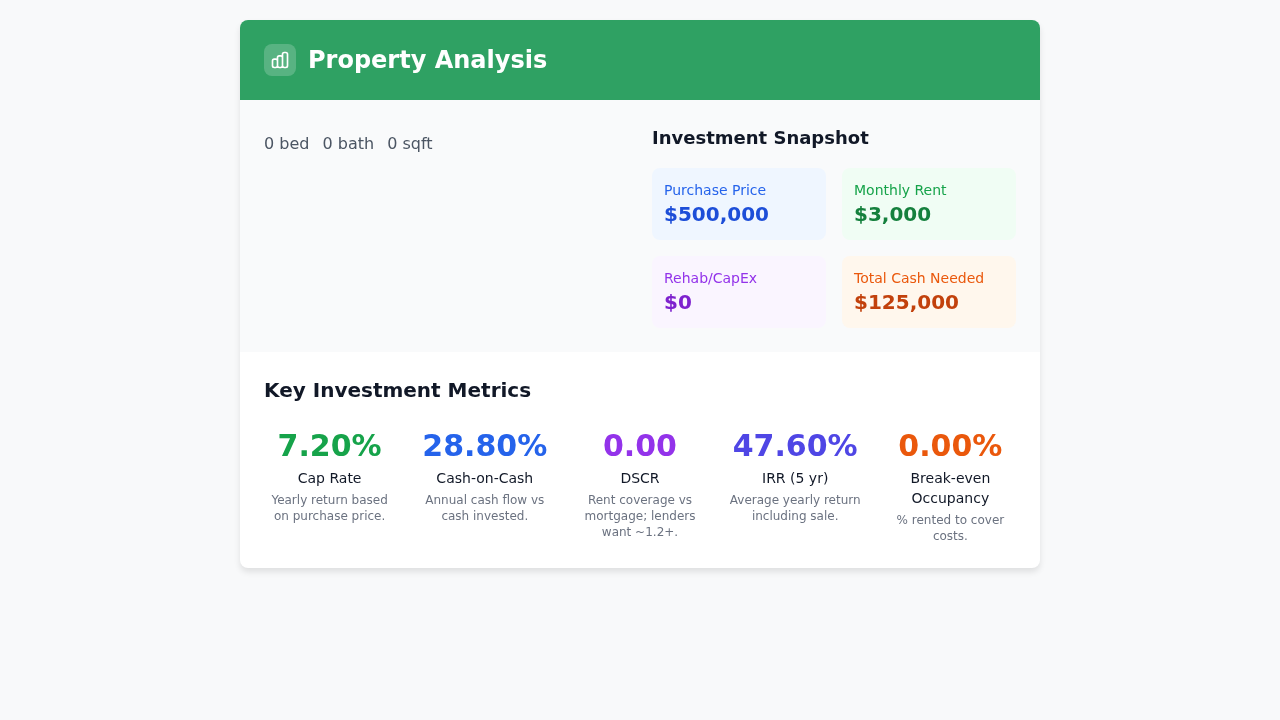 Property Analysis
0 bed 0 bath 0 sqft
Investment Snapshot
Purchase Price
$500,000
Monthly Rent
$3,000
Rehab/CapEx
$0
Total Cash Needed
$125,000
Key Investment Metrics
7.20%
Cap Rate
Yearly return based
on purchase price.
28.80%
Cash-on-Cash
Annual cash flow vs
cash invested.
0.00
DSCR
Rent coverage vs
mortgage; lenders
want ~1.2+.
47.60%
IRR (5 yr)
Average yearly return
including sale.
0.00%
Break-even
Occupancy
% rented to cover
costs.